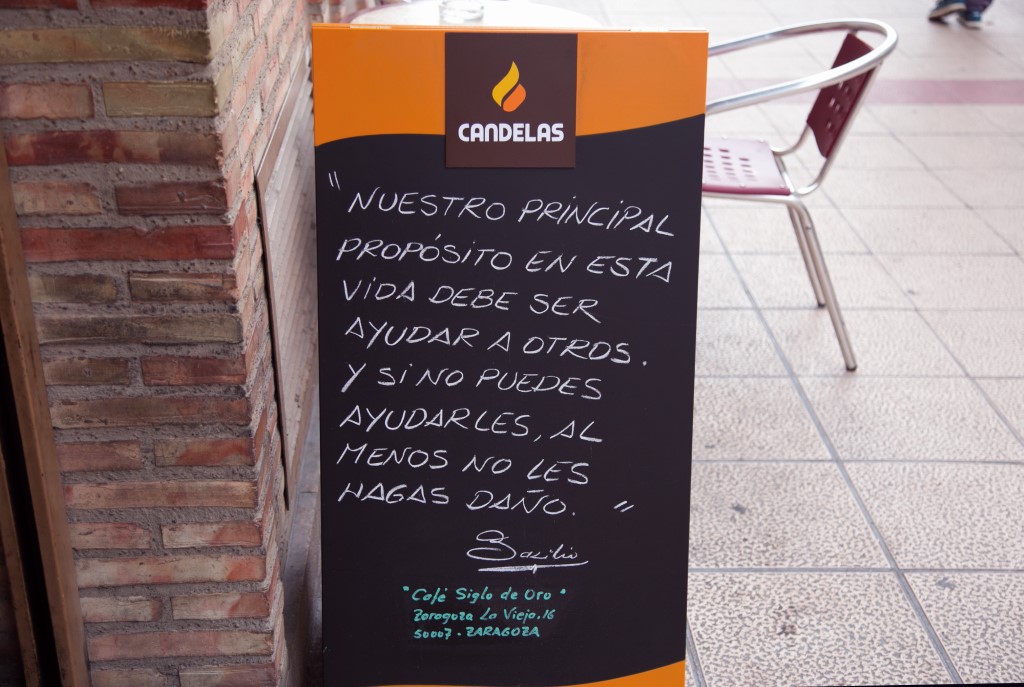 CANDELAS
"NUESTRO PRINCIPAL
PROPÓSITO EN ESTA
VIDA DEBE SER
AYUDAR A OTROS.
Y SI NO PUEDES
AYUDARLES, AL
MENOS NO LES
HAGAS DAÑO. "
Basilio
"Café Siglo de Oro"
Zaragoza La Vieja, 16
50007 - ZARAGOZA